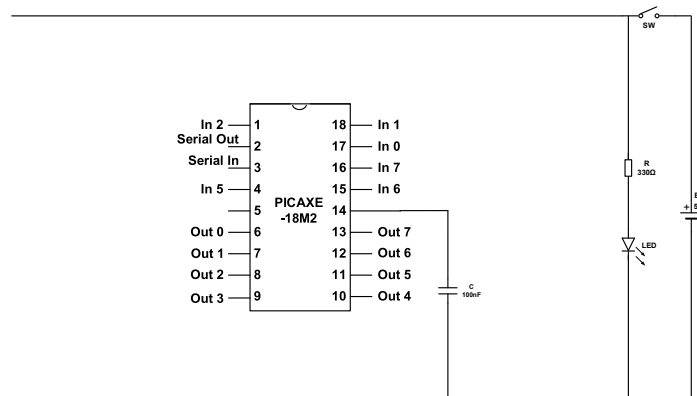 SW
In 2 1 18 In 1
Serial Out 2 17 In 0
Serial In 3 16 In 7
In 5 4 15 In 6
PICAXE
-18M2
5 14
Out 0 6 13 Out 7
Out 1 7 12 Out 6
Out 2 8 11 Out 5
Out 3 9 10 Out 4
C
100nF
R
330Ω
LED
+